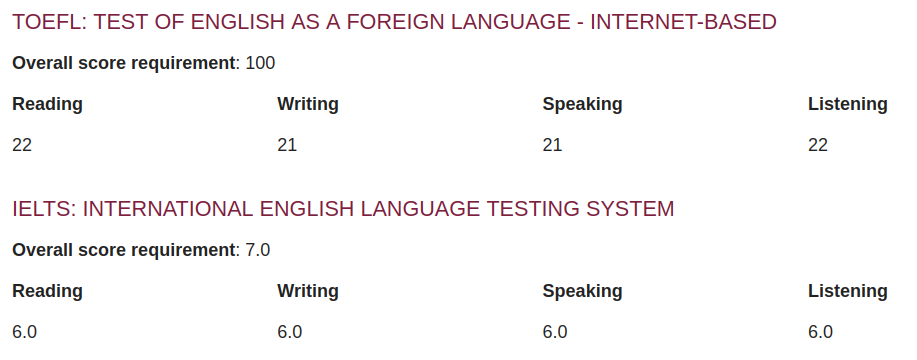 TOEFL: TEST OF ENGLISH AS A FOREIGN LANGUAGE - INTERNET-BASED
Overall score requirement: 100
Reading Writing Speaking Listening
22 21 21 22
IELTS: INTERNATIONAL ENGLISH LANGUAGE TESTING SYSTEM
Overall score requirement: 7.0
Reading Writing Speaking Listening
6.0 6.0 6.0 6.0